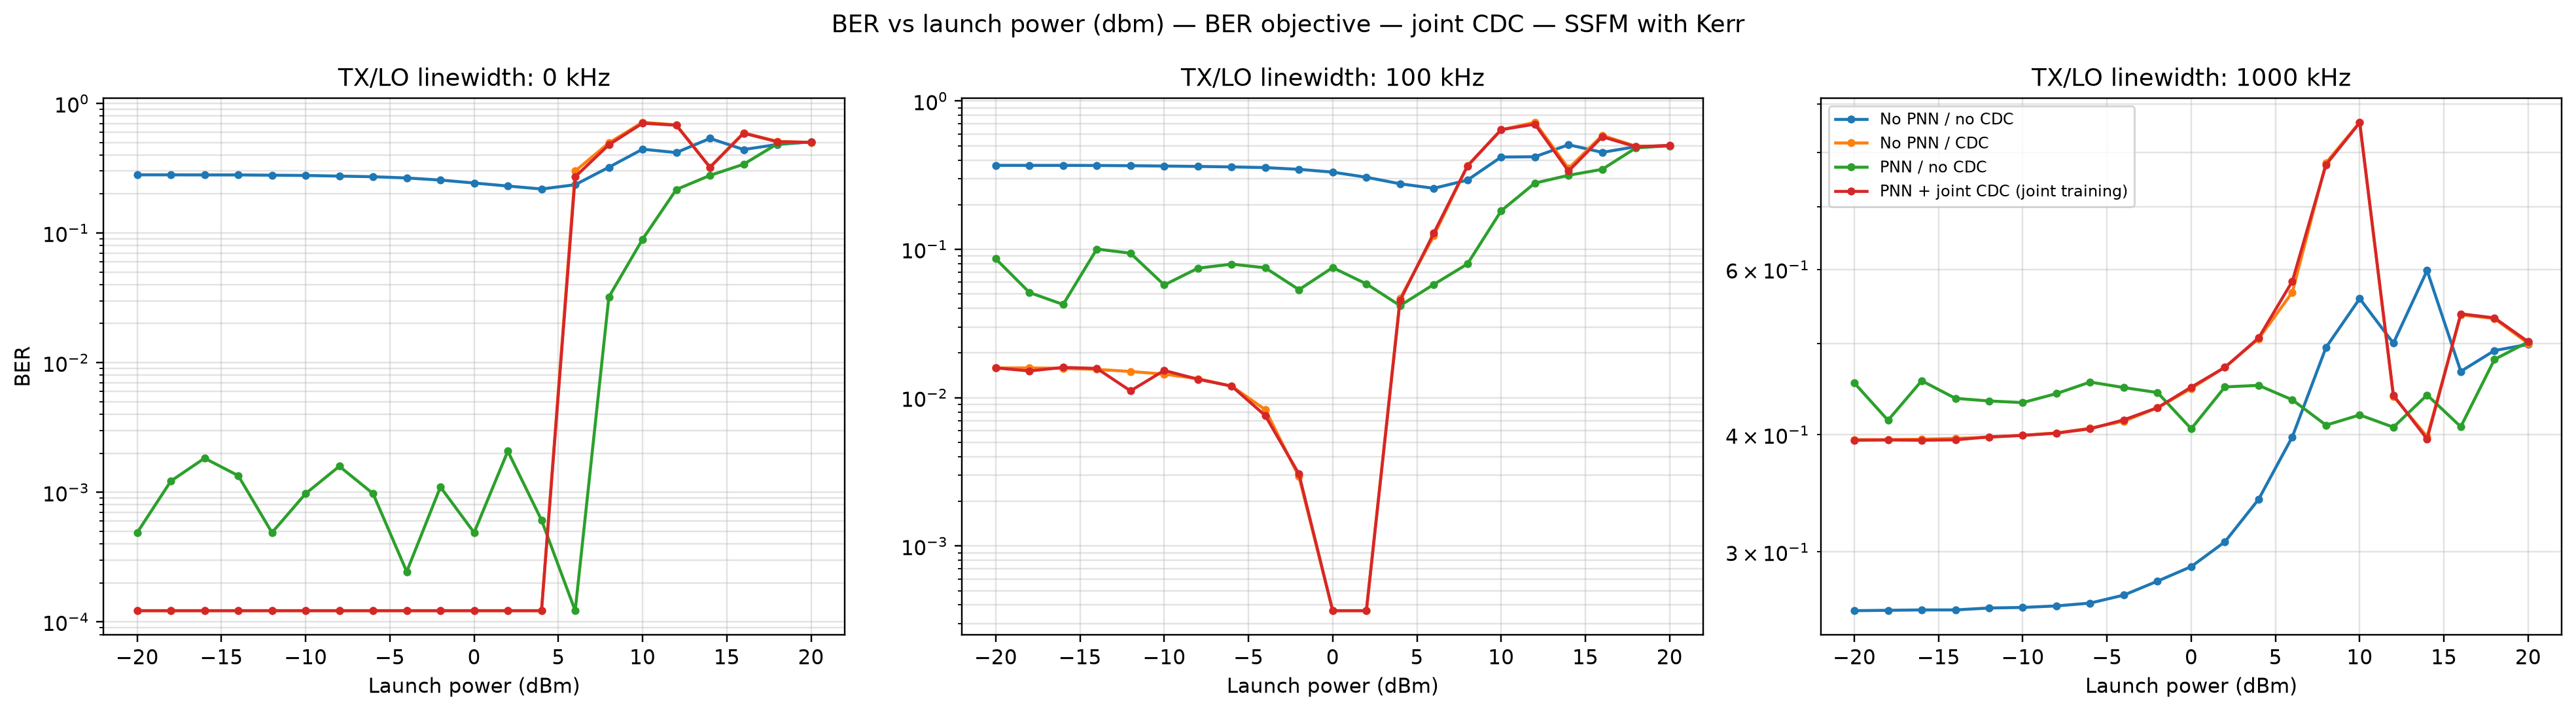 BER vs launch power (dbm) — BER objective — joint CDC — SSFM with Kerr
TX/LO linewidth: 0 kHz
BER
10⁰
10⁻¹
10⁻²
10⁻³
10⁻⁴
−20 −15 −10 −5 0 5 10 15 20
Launch power (dBm)
TX/LO linewidth: 100 kHz
10⁰
10⁻¹
10⁻²
10⁻³
−20 −15 −10 −5 0 5 10 15 20
Launch power (dBm)
TX/LO linewidth: 1000 kHz
No PNN / no CDC
No PNN / CDC
PNN / no CDC
PNN + joint CDC (joint training)
6 × 10⁻¹
4 × 10⁻¹
3 × 10⁻¹
−20 −15 −10 −5 0 5 10 15 20
Launch power (dBm)